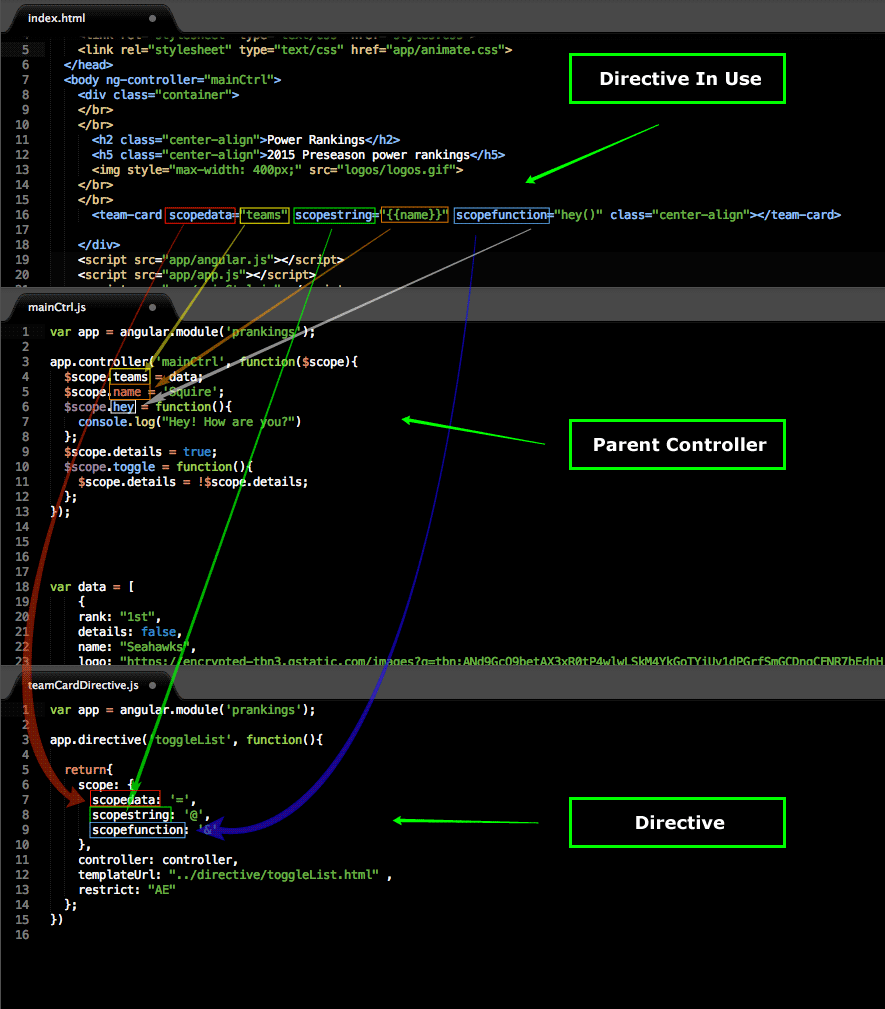 index.html
4 <link rel="stylesheet" type="text/css" href="styles.css">
5 <link rel="stylesheet" type="text/css" href="app/animate.css">
6 </head>
7 <body ng-controller="mainCtrl">
8 <div class="container">
9 </br>
10 </br>
11 <h2 class="center-align">Power Rankings</h2>
12 <h5 class="center-align">2015 Preseason power rankings</h5>
13 <img style="max-width: 400px;" src="logos/logos.gif">
14 </br>
15 </br>
16 <team-card scopedata="teams" scopestring="{{name}}" scopefunction="hey()" class="center-align"></team-card>
17
18 </div>
19 <script src="app/angular.js"></script>
20 <script src="app/app.js"></script>
Directive In Use
mainCtrl.js
1 var app = angular.module('prankings');
2
3 app.controller('mainCtrl', function($scope){
4 $scope.teams = data;
5 $scope.name = 'Squire';
6 $scope.hey = function(){
7 console.log("Hey! How are you?")
8 };
9 $scope.details = true;
10 $scope.toggle = function(){
11 $scope.details = !$scope.details;
12 };
13 });
14
15
16
17
18 var data = [
19 {
20 rank: "1st",
21 details: false,
22 name: "Seahawks",
23 logo: "https://encrypted-tbn3.gstatic.com/images?q=tbn:
Parent Controller
teamCardDirective.js
1 var app = angular.module('prankings');
2
3 app.directive('toggleList', function(){
4
5 return{
6 scope: {
7 scopedata: '=',
8 scopestring: '@',
9 scopefunction: '&'
10 },
11 controller: controller,
12 templateUrl: "../directive/toggleList.html" ,
13 restrict: "AE"
14 };
15 })
16
Directive